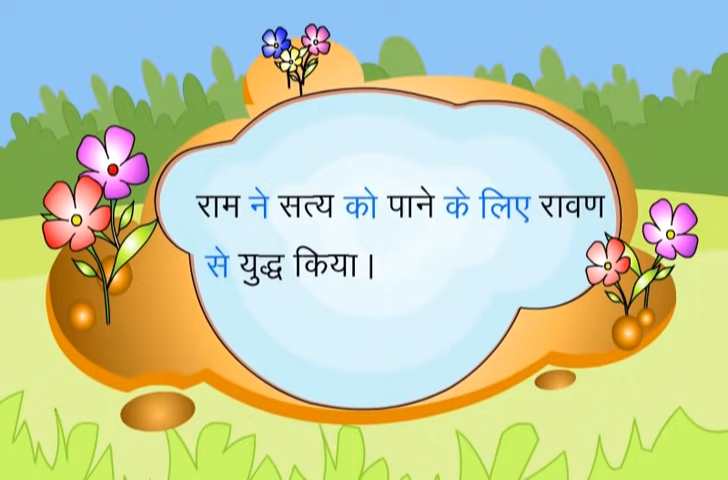 राम ने सत्य को पाने के लिए रावण
से युद्ध किया |